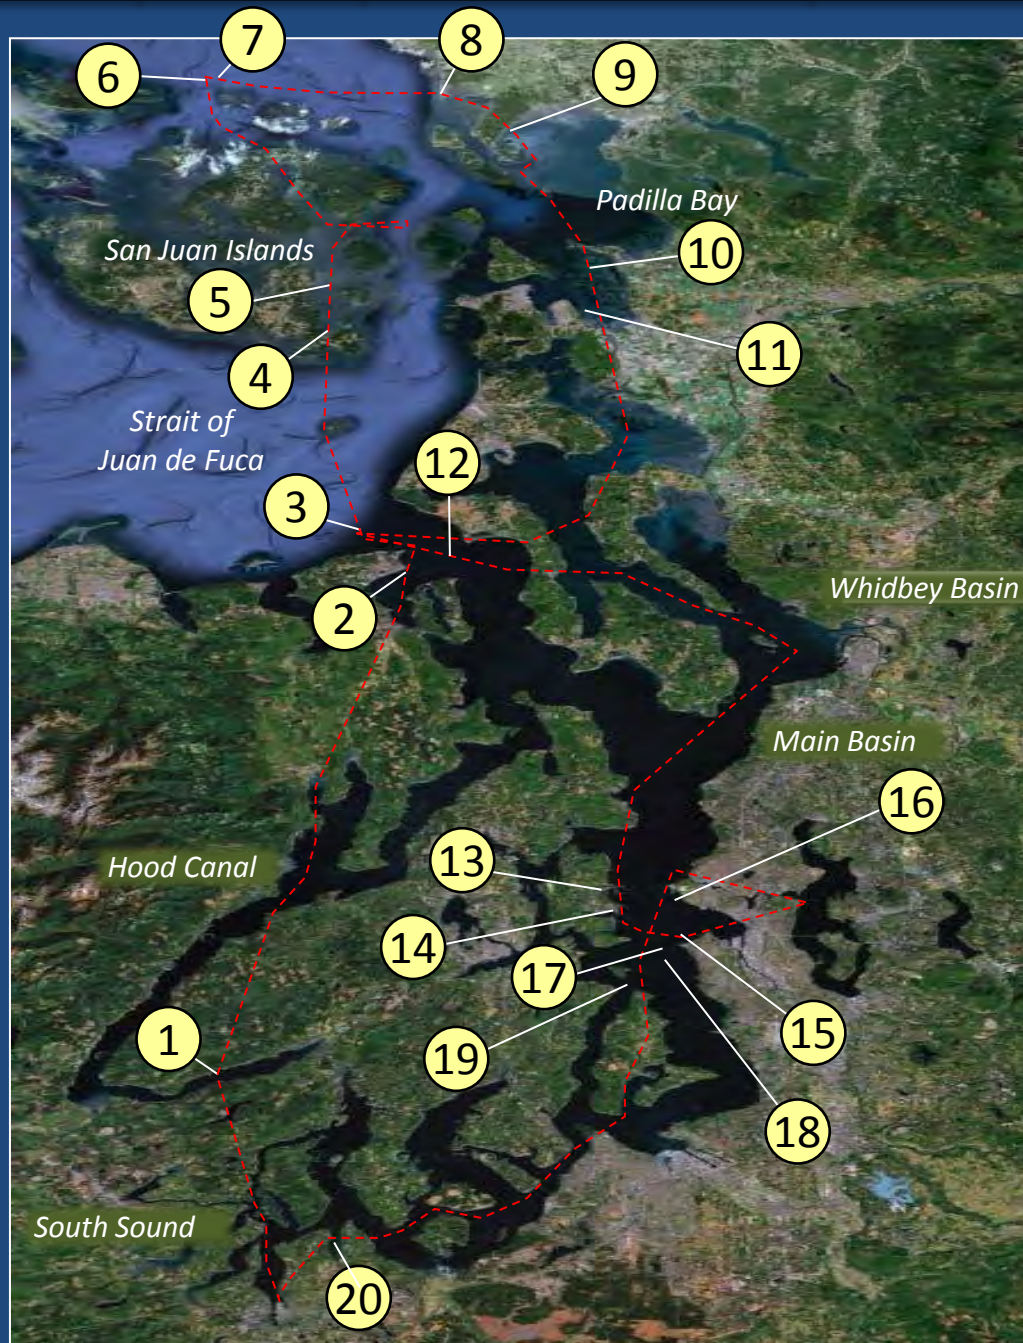 7
8
6
9
Padilla Bay
San Juan Islands
10
5
11
4
Strait of
Juan de Fuca
12
3
Whidbey Basin
2
Main Basin
16
13
Hood Canal
14
17
15
1
19
18
South Sound
20